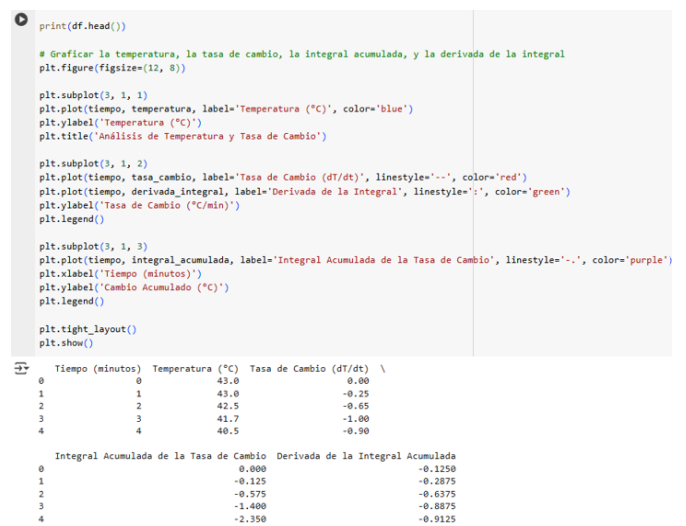 print(df.head())
# Graficar la temperatura, la tasa de cambio, la integral acumulada, y la derivada de la integral
plt.figure(figsize=(12, 8))
plt.subplot(3, 1, 1)
plt.plot(tiempo, temperatura, label='Temperatura (°C)', color='blue')
plt.ylabel('Temperatura (°C)')
plt.title('Análisis de Temperatura y Tasa de Cambio')
plt.subplot(3, 1, 2)
plt.plot(tiempo, tasa_cambio, label='Tasa de Cambio (dT/dt)', linestyle='--', color='red')
plt.plot(tiempo, derivada_integral, label='Derivada de la Integral', linestyle=':', color='green')
plt.ylabel('Tasa de Cambio (°C/min)')
plt.legend()
plt.subplot(3, 1, 3)
plt.plot(tiempo, integral_acumulada, label='Integral Acumulada de la Tasa de Cambio', linestyle='-.', color='purple')
plt.xlabel('Tiempo (minutos)')
plt.ylabel('Cambio Acumulado (°C)')
plt.legend()
plt.tight_layout()
plt.show()
Tiempo (minutos) Temperatura (°C) Tasa de Cambio (dT/dt) \
0 0 43.0 0.00
1 1 43.0 -0.25
2 2 42.5 -0.65
3 3 41.7 -1.00
4 4 40.5 -0.90
Integral Acumulada de la Tasa de Cambio Derivada de la Integral Acumulada
0 0.000 -0.1250
1 -0.125 -0.2875
2 -0.575 -0.6375
3 -1.400 -0.8875
4 -2.350 -0.9125